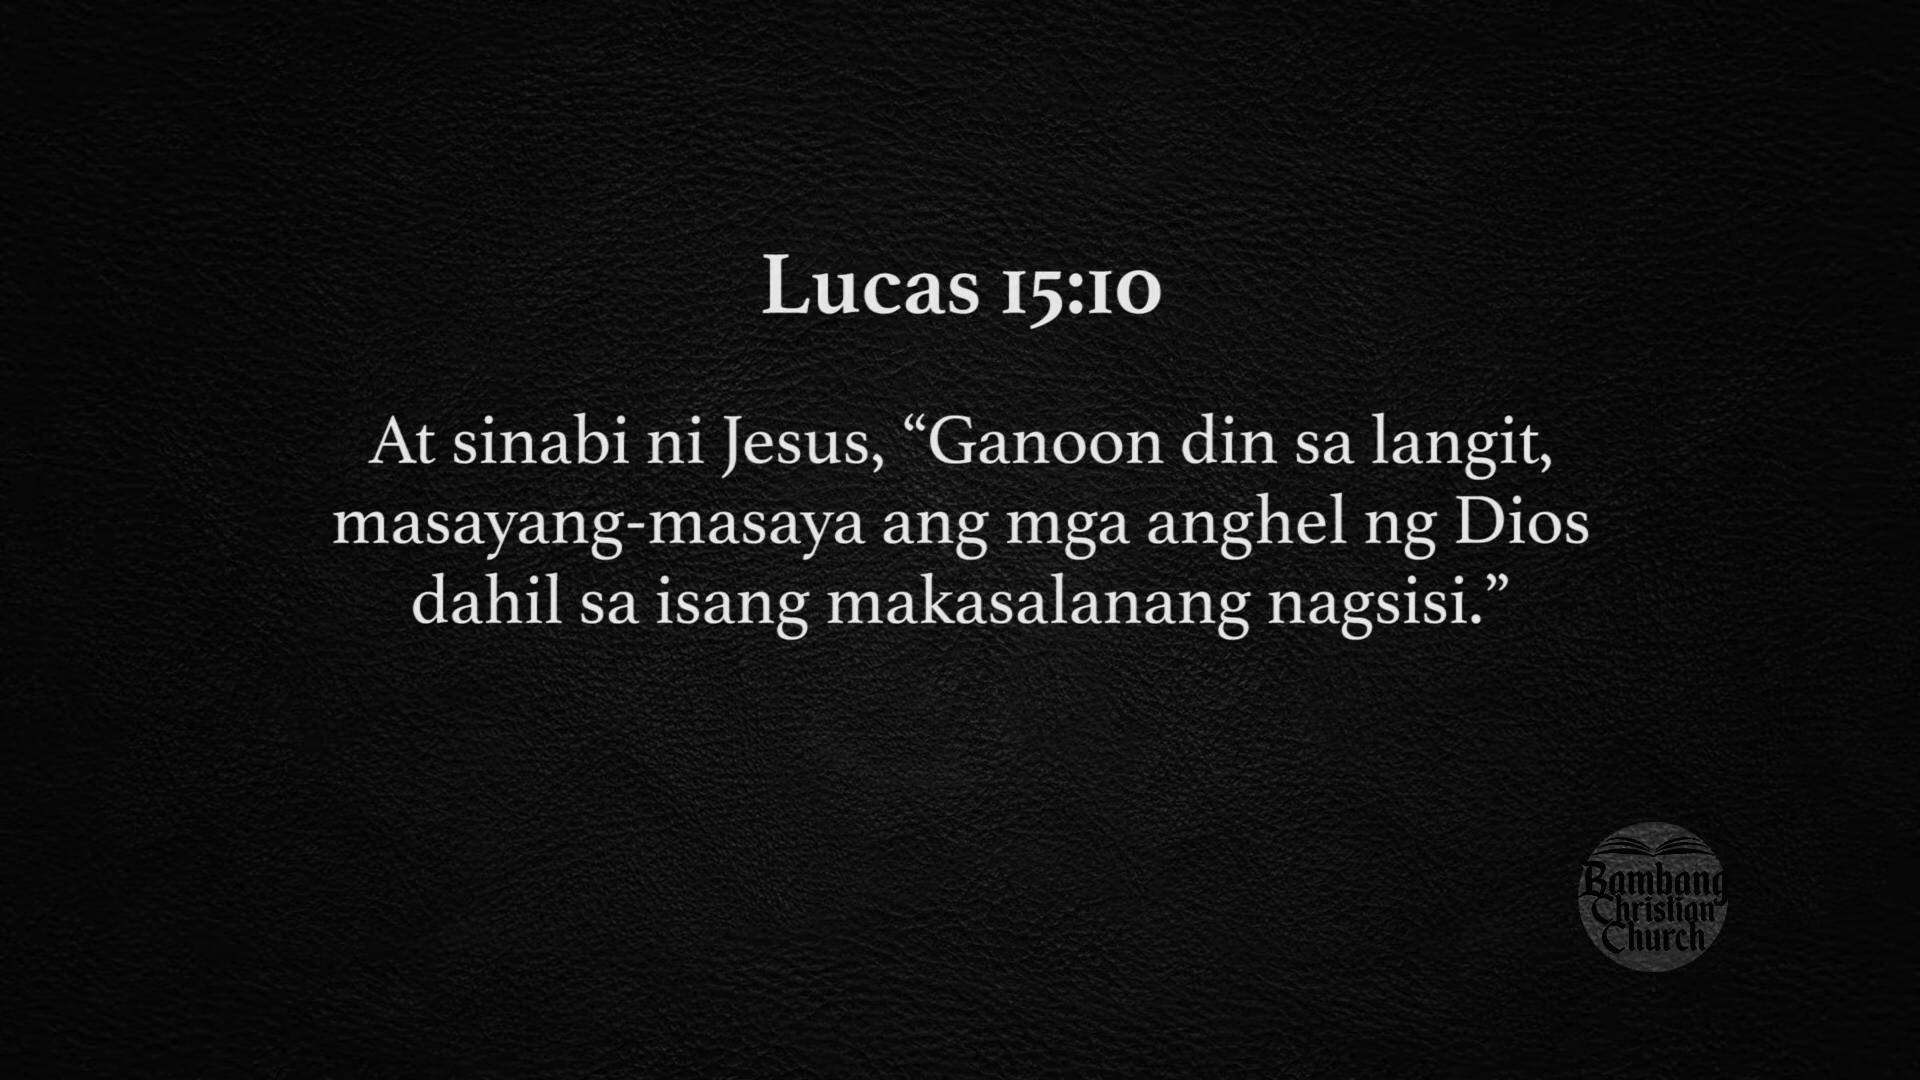 Lucas 15:10
At sinabi ni Jesus, “Ganoon din sa langit,
masayang-masaya ang mga anghel ng Dios
dahil sa isang makasalanang nagsisi.”
Bambang
Christian
Church